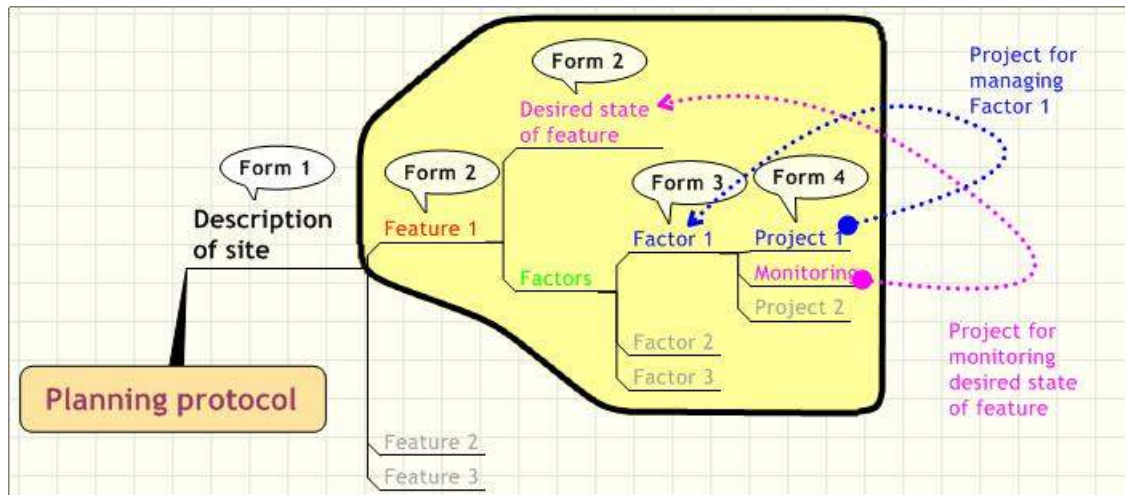 Form 2
Project for
managing
Factor 1
Desired state
of feature
Form 1
Form 2
Form 3
Form 4
Description
of site
Feature 1
Factor 1
Project 1
Factors
Monitoring
Project 2
Factor 2
Factor 3
Project for
monitoring
desired state
of feature
Planning protocol
Feature 2
Feature 3